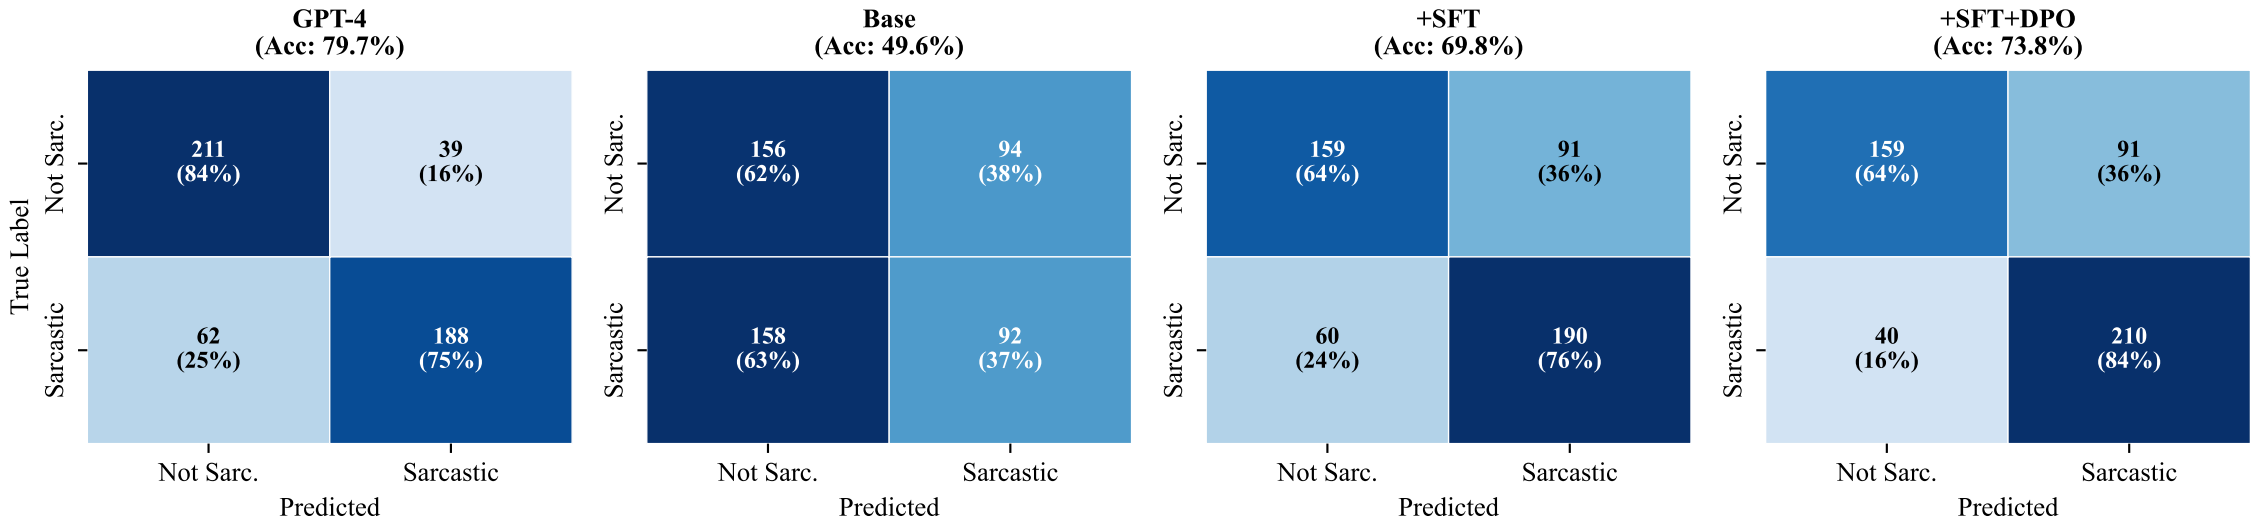 GPT-4
(Acc: 79.7%)
True Label
Not Sarc.
Sarcastic
211
(84%)
39
(16%)
62
(25%)
188
(75%)
Not Sarc.
Sarcastic
Predicted
Base
(Acc: 49.6%)
Not Sarc.
Sarcastic
156
(62%)
94
(38%)
158
(63%)
92
(37%)
Not Sarc.
Sarcastic
Predicted
+SFT
(Acc: 69.8%)
Not Sarc.
Sarcastic
159
(64%)
91
(36%)
60
(24%)
190
(76%)
Not Sarc.
Sarcastic
Predicted
+SFT+DPO
(Acc: 73.8%)
Not Sarc.
Sarcastic
159
(64%)
91
(36%)
40
(16%)
210
(84%)
Not Sarc.
Sarcastic
Predicted